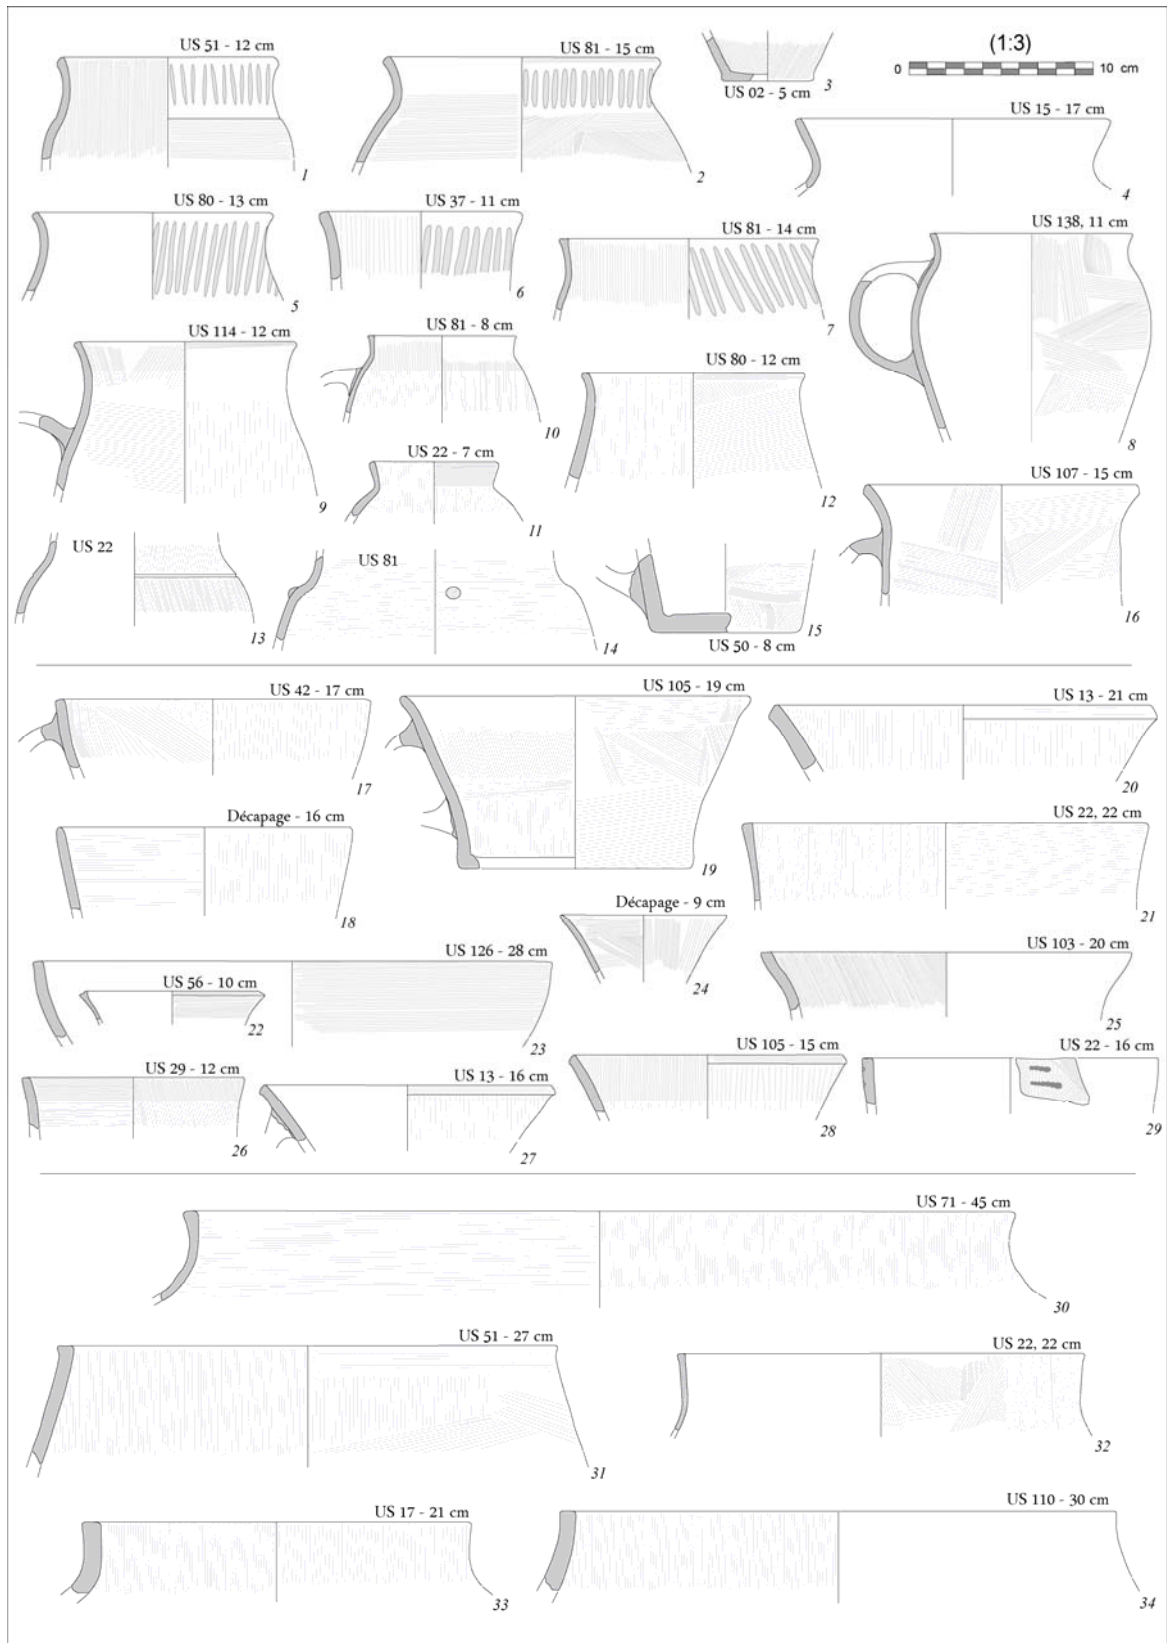 US 51 - 12 cm
1
US 81 - 15 cm
2
US 02 - 5 cm
3
(1:3)
0 10 cm
US 15 - 17 cm
4
US 80 - 13 cm
5
US 37 - 11 cm
6
US 81 - 14 cm
7
US 138, 11 cm
8
US 114 - 12 cm
9
US 81 - 8 cm
10
US 22 - 7 cm
11
US 80 - 12 cm
12
US 22
13
US 81
14
US 50 - 8 cm
15
US 107 - 15 cm
16
US 42 - 17 cm
17
Décapage - 16 cm
18
US 105 - 19 cm
19
US 13 - 21 cm
20
US 22, 22 cm
21
US 56 - 10 cm
22
US 126 - 28 cm
23
Décapage - 9 cm
24
US 103 - 20 cm
25
US 29 - 12 cm
26
US 13 - 16 cm
27
US 105 - 15 cm
28
US 22 - 16 cm
29
US 71 - 45 cm
30
US 51 - 27 cm
31
US 22, 22 cm
32
US 17 - 21 cm
33
US 110 - 30 cm
34